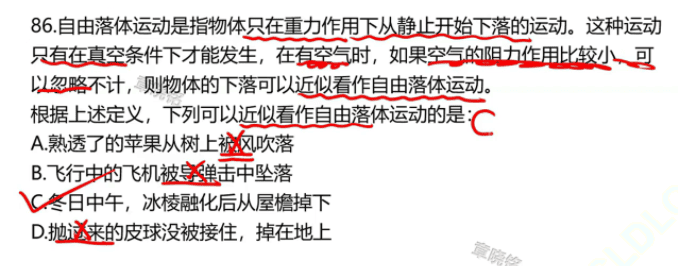 86.自由落体运动是指物体只在重力作用下从静止开始下落的运动。这种运动
只有在真空条件下才能发生，在有空气时，如果空气的阻力作用比较小，可
以忽略不计，则物体的下落可以近似看作自由落体运动。
根据上述定义，下列可以近似看作自由落体运动的是：C
A.熟透了的苹果从树上被风吹落
B.飞行中的飞机被导弹击中坠落
C.冬日中午，冰棱融化后从屋檐掉下
D.抛过来的皮球没被接住，掉在地上
章晓铭
章晓铭